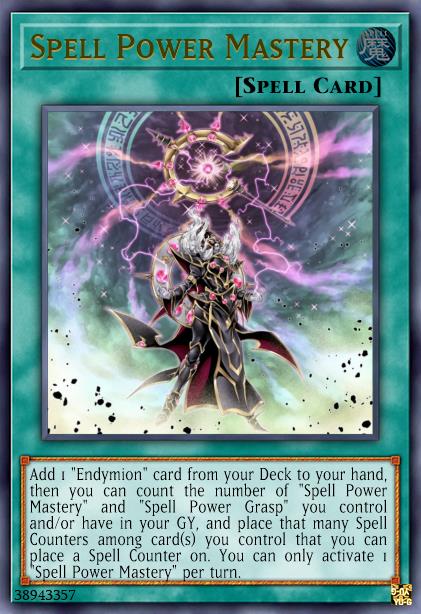 Spell Power Mastery 魔
[Spell Card]
Add 1 "Endymion" card from your Deck to your hand,
then you can count the number of "Spell Power
Mastery" and "Spell Power Grasp" you control
and/or have in your GY, and place that many Spell
Counters among card(s) you control that you can
place a Spell Counter on. You can only activate 1
"Spell Power Mastery" per turn.
38943357